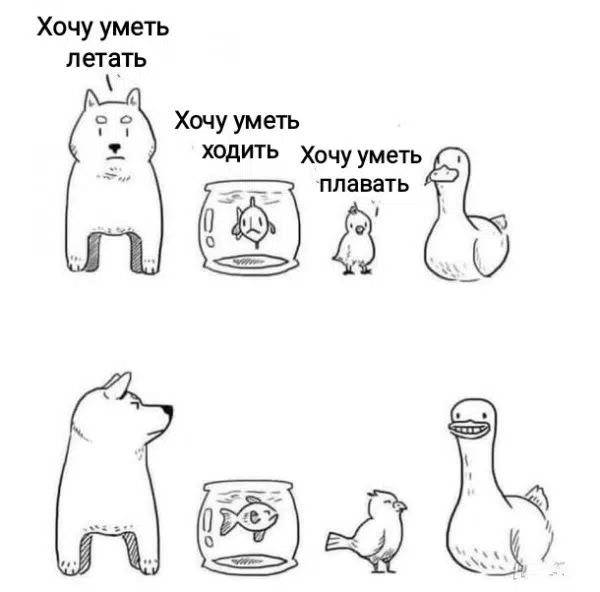 Хочу уметь
летать
Хочу уметь
ходить
Хочу уметь
плавать